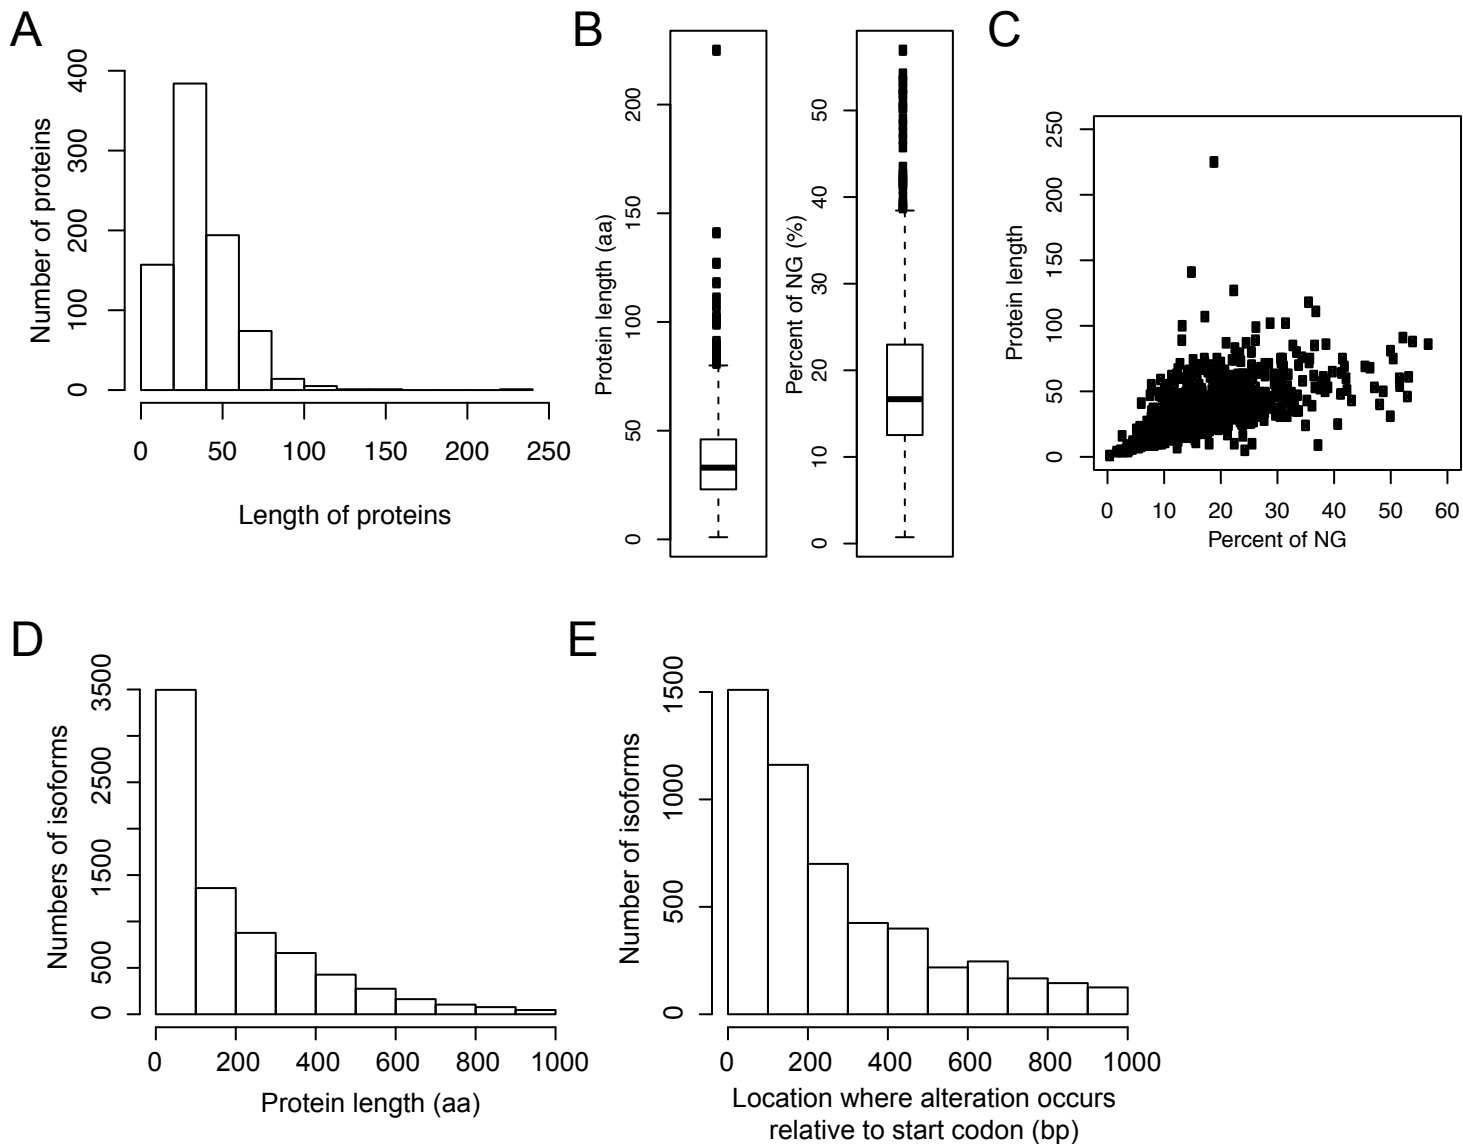 A
Number of proteins
400
300
200
100
0
0 50 100 150 200 250
Length of proteins
B
Protein length (aa)
200
150
100
50
0
Percent of NG (%)
50
40
30
20
10
0
C
Protein length
250
200
150
100
50
0
0 10 20 30 40 50 60
Percent of NG
D
Numbers of isoforms
3500
2500
1500
500
0
0 200 400 600 800 1000
Protein length (aa)
E
Number of isoforms
1500
1000
500
0
0 200 400 600 800 1000
Location where alteration occurs
relative to start codon (bp)